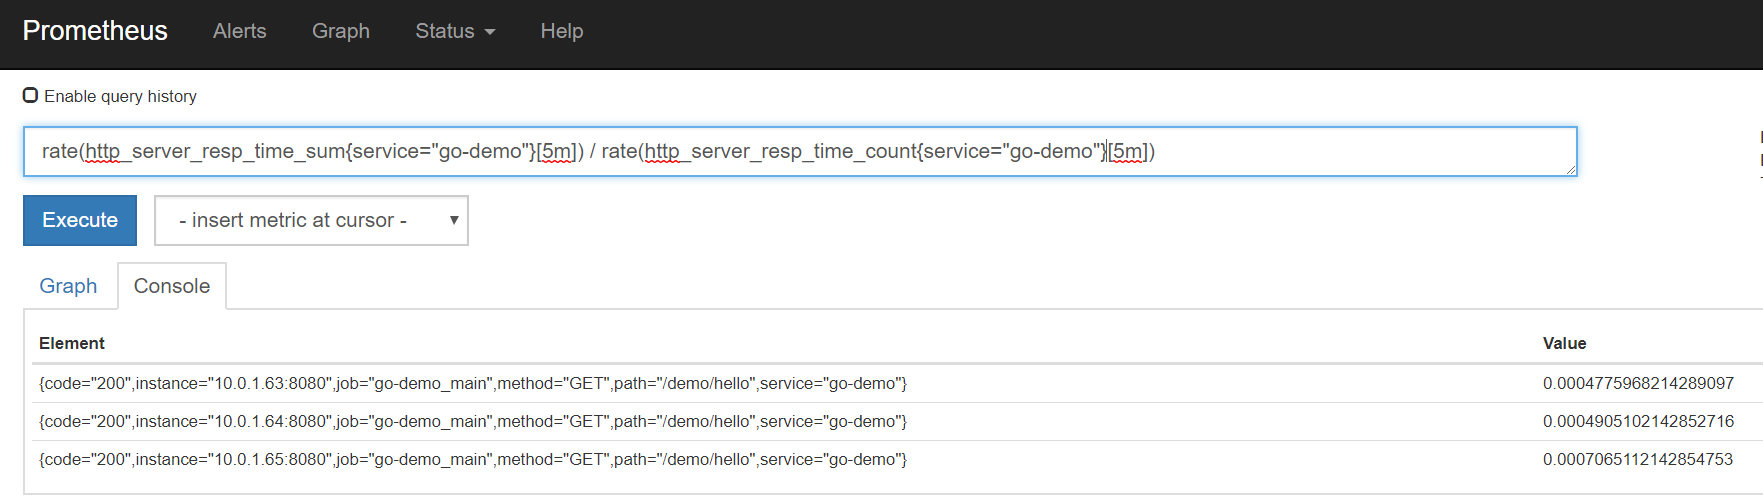 Prometheus Alerts Graph Status Help
Enable query history
rate(http_server_resp_time_sum{service="go-demo"}[5m]) / rate(http_server_resp_time_count{service="go-demo"}[5m])
Execute - insert metric at cursor -
Graph Console
Element Value
{code="200",instance="10.0.1.63:8080",job="go-demo_main",method="GET",path="/demo/hello",service="go-demo"} 0.0004775968214289097
{code="200",instance="10.0.1.64:8080",job="go-demo_main",method="GET",path="/demo/hello",service="go-demo"} 0.0004905102142852716
{code="200",instance="10.0.1.65:8080",job="go-demo_main",method="GET",path="/demo/hello",service="go-demo"} 0.0007065112142854753